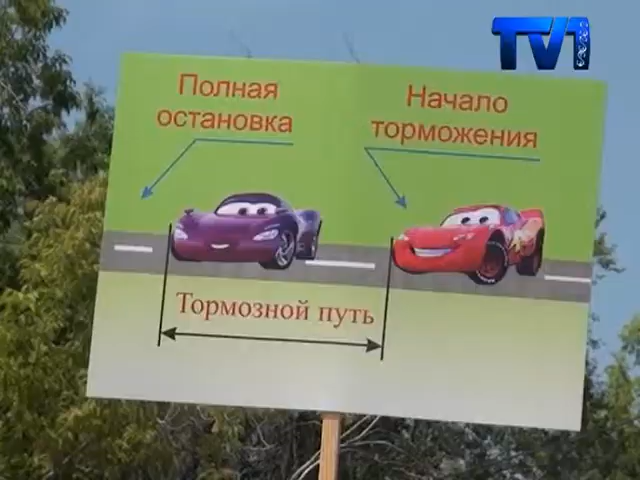 TV1
Полная
остановка
Начало
торможения
Тормозной путь